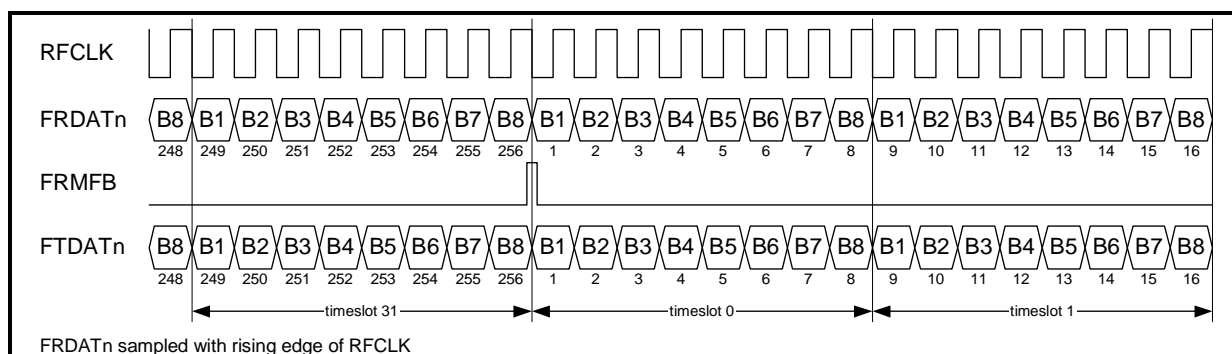 RFCLK
FRDATn B8 B1 B2 B3 B4 B5 B6 B7 B8 B1 B2 B3 B4 B5 B6 B7 B8 B1 B2 B3 B4 B5 B6 B7 B8
248 249 250 251 252 253 254 255 256 1 2 3 4 5 6 7 8 9 10 11 12 13 14 15 16
FRMFB
FTDATn B8 B1 B2 B3 B4 B5 B6 B7 B8 B1 B2 B3 B4 B5 B6 B7 B8 B1 B2 B3 B4 B5 B6 B7 B8
248 249 250 251 252 253 254 255 256 1 2 3 4 5 6 7 8 9 10 11 12 13 14 15 16
timeslot 31 timeslot 0 timeslot 1
FRDATn sampled with rising edge of RFCLK